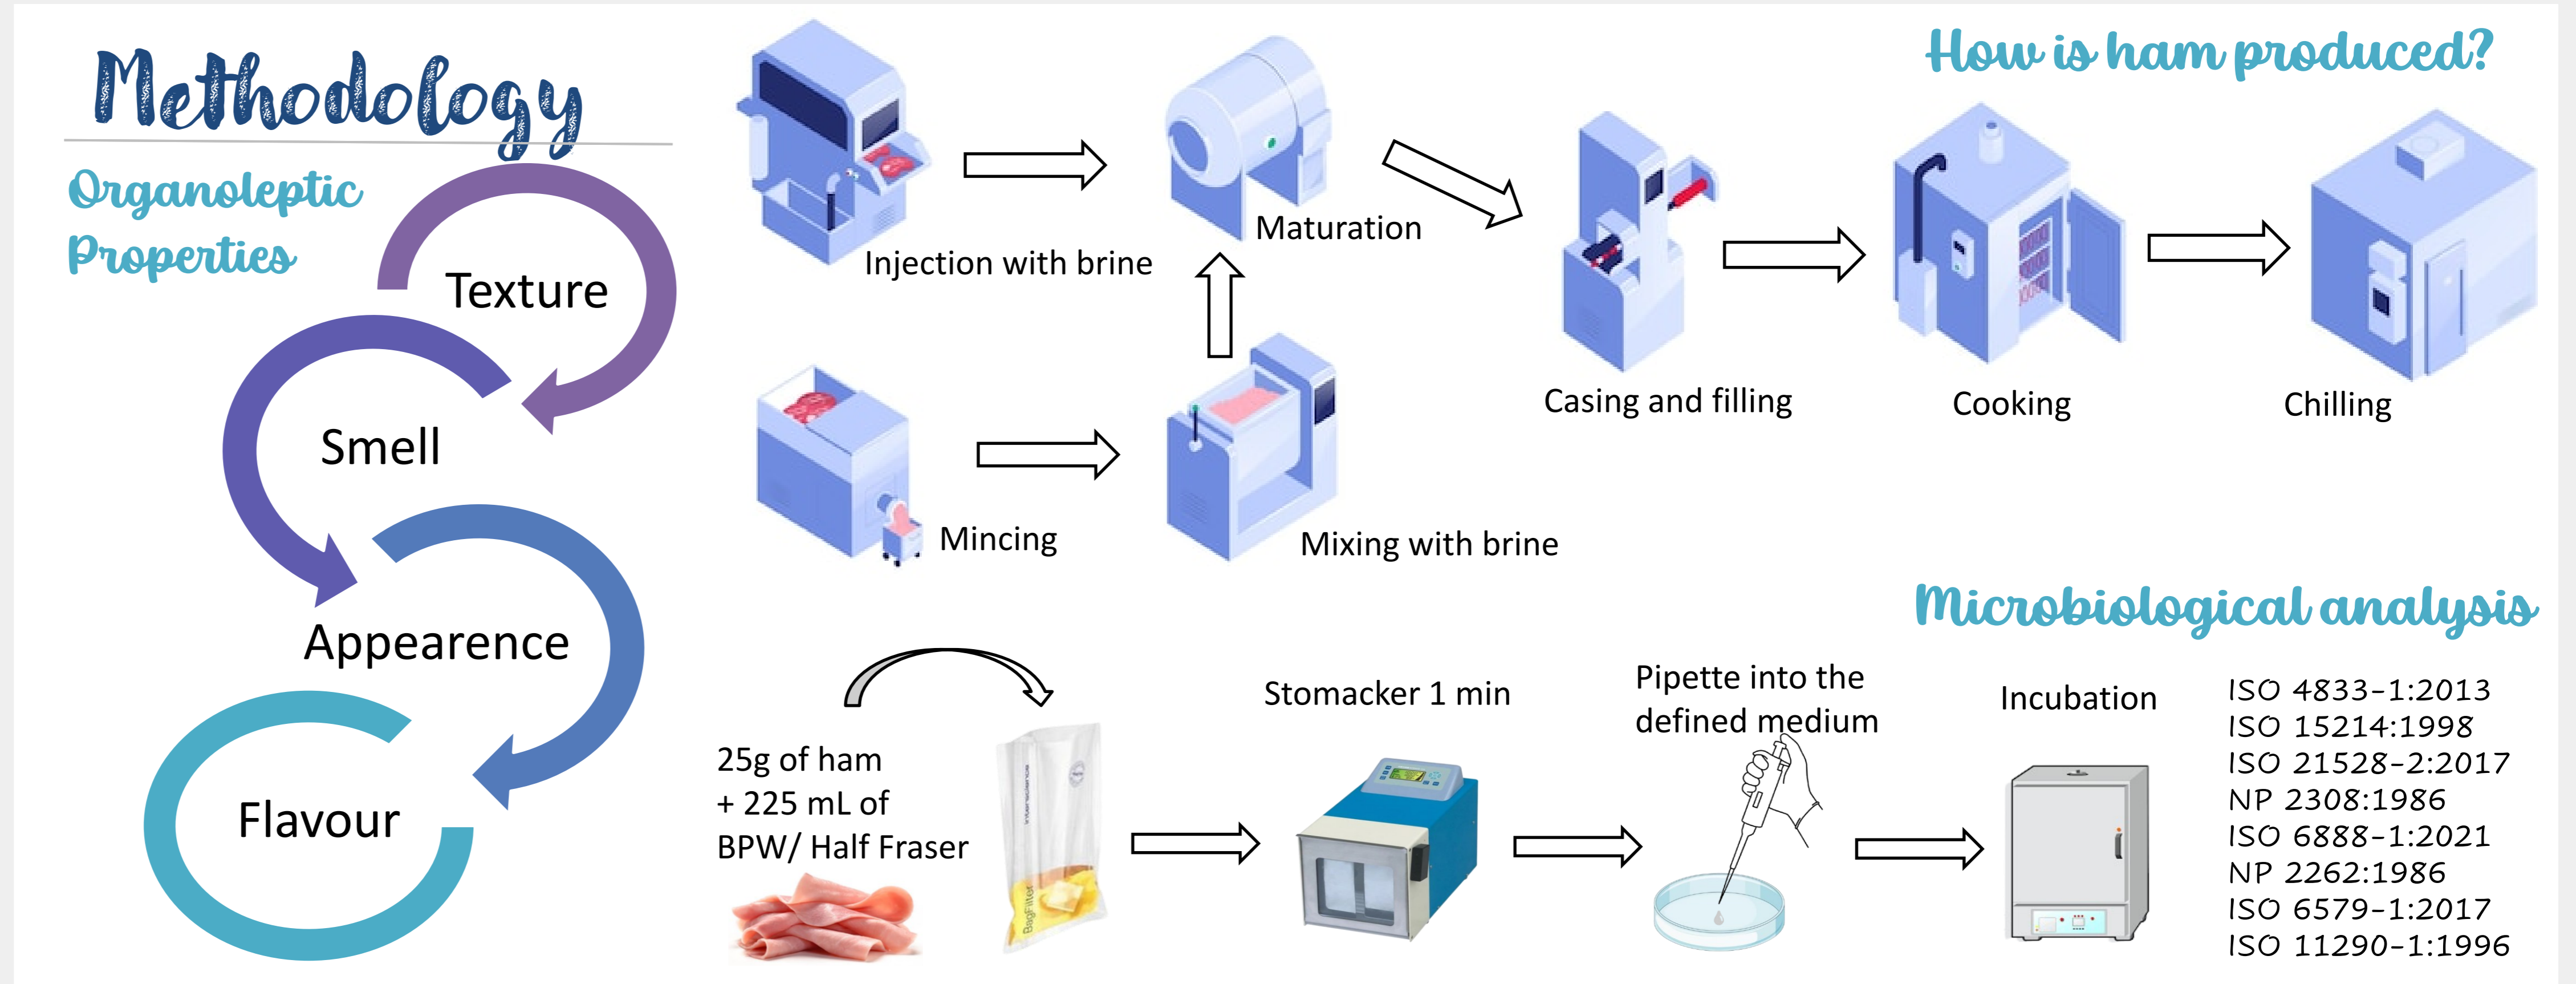 Methodology
Organoleptic
Properties
Texture
Smell
Appearence
Flavour
How is ham produced?
Injection with brine
Maturation
Casing and filling
Cooking
Chilling
Mincing
Mixing with brine
Microbiological analysis
25g of ham
+ 225 mL of
BPW/ Half Fraser
interscience
BagFilter
Stomacker 1 min
Pipette into the
defined medium
Incubation
ISO 4833-1:2013
ISO 15214:1998
ISO 21528-2:2017
NP 2308:1986
ISO 6888-1:2021
NP 2262:1986
ISO 6579-1:2017
ISO 11290-1:1996